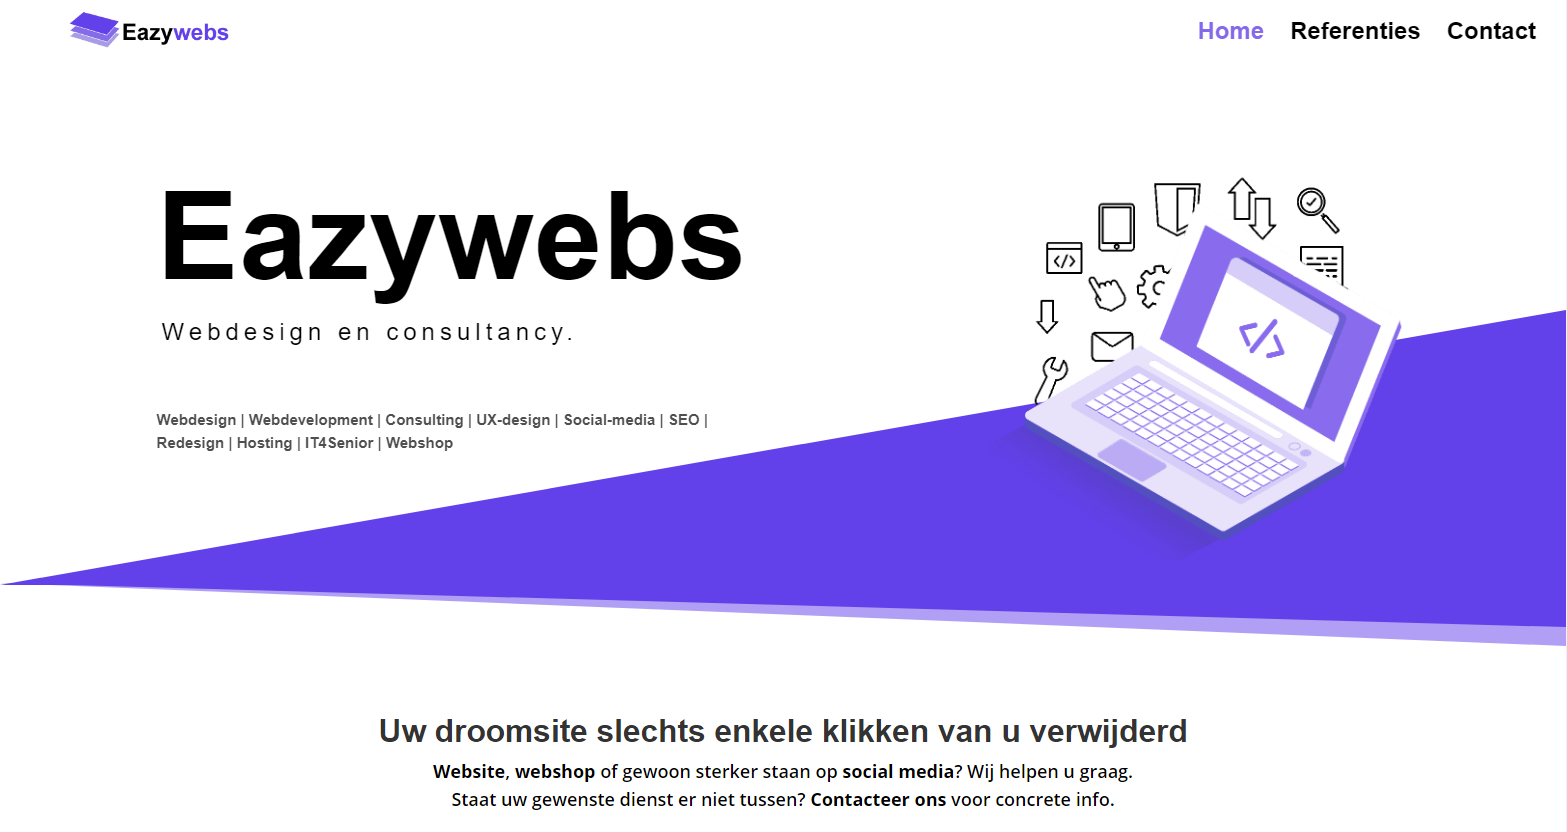 Eazywebs
Home Referenties Contact
Eazywebs
Webdesign en consultancy.
Webdesign | Webdevelopment | Consulting | UX-design | Social-media | SEO |
Redesign | Hosting | IT4Senior | Webshop
Uw droomsite slechts enkele klikken van u verwijderd
Website, webshop of gewoon sterker staan op social media? Wij helpen u graag.
Staat uw gewenste dienst er niet tussen? Contacteer ons voor concrete info.